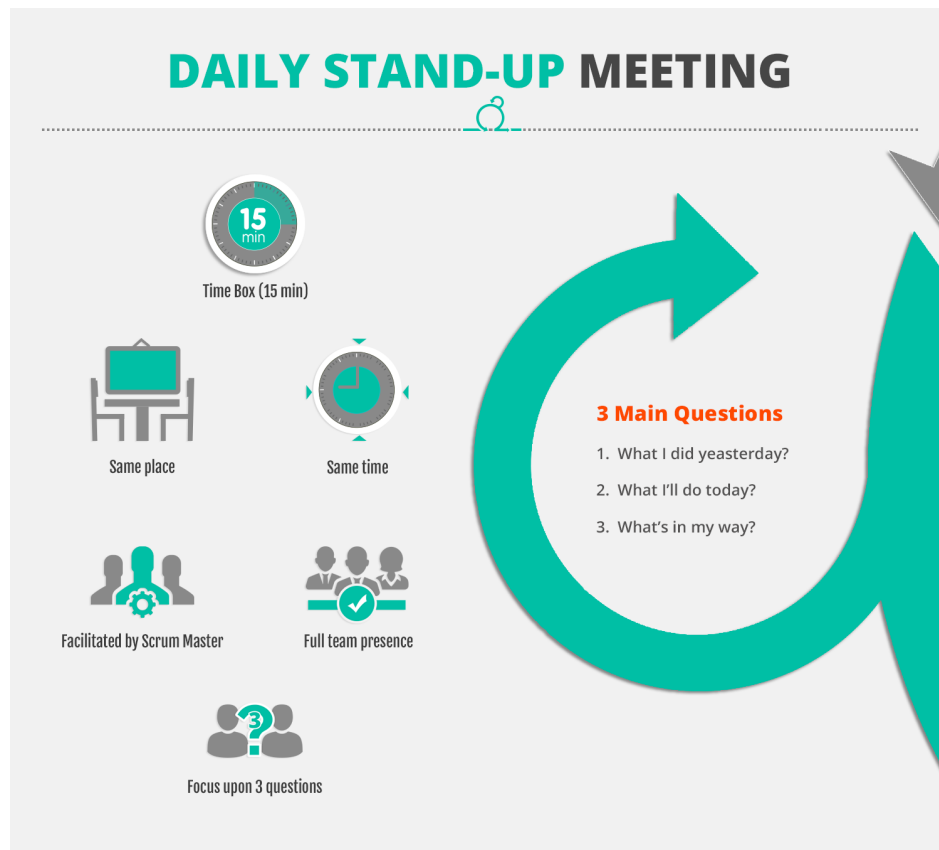 DAILY STAND-UP MEETING
15
min
Time Box (15 min)
Same place
Same time
Facilitated by Scrum Master
Full team presence
3
Focus upon 3 questions
3 Main Questions
1. What I did yeasterday?
2. What I'll do today?
3. What's in my way?